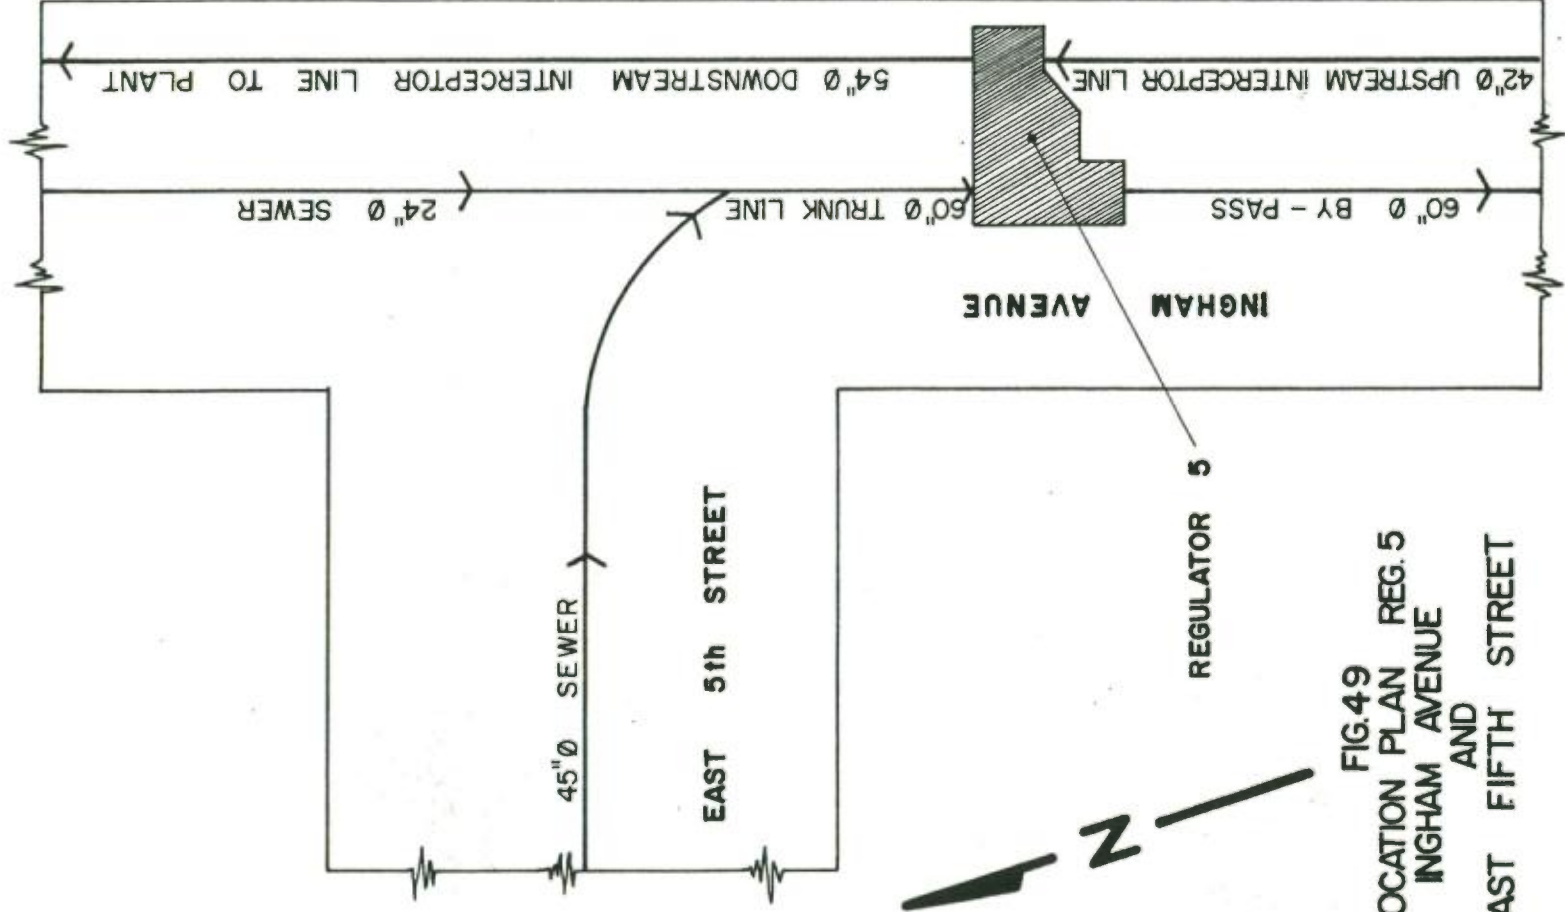 54"Ø DOWNSTREAM INTERCEPTOR LINE TO PLANT
42"Ø UPSTREAM INTERCEPTOR LINE
24"Ø SEWER
60"Ø TRUNK LINE
60"Ø BY-PASS
INGHAM AVENUE
45"Ø SEWER
EAST 5th STREET
REGULATOR 5
N
FIG.49
OCATION PLAN REG. 5
INGHAM AVENUE
AND
AST FIFTH STREET